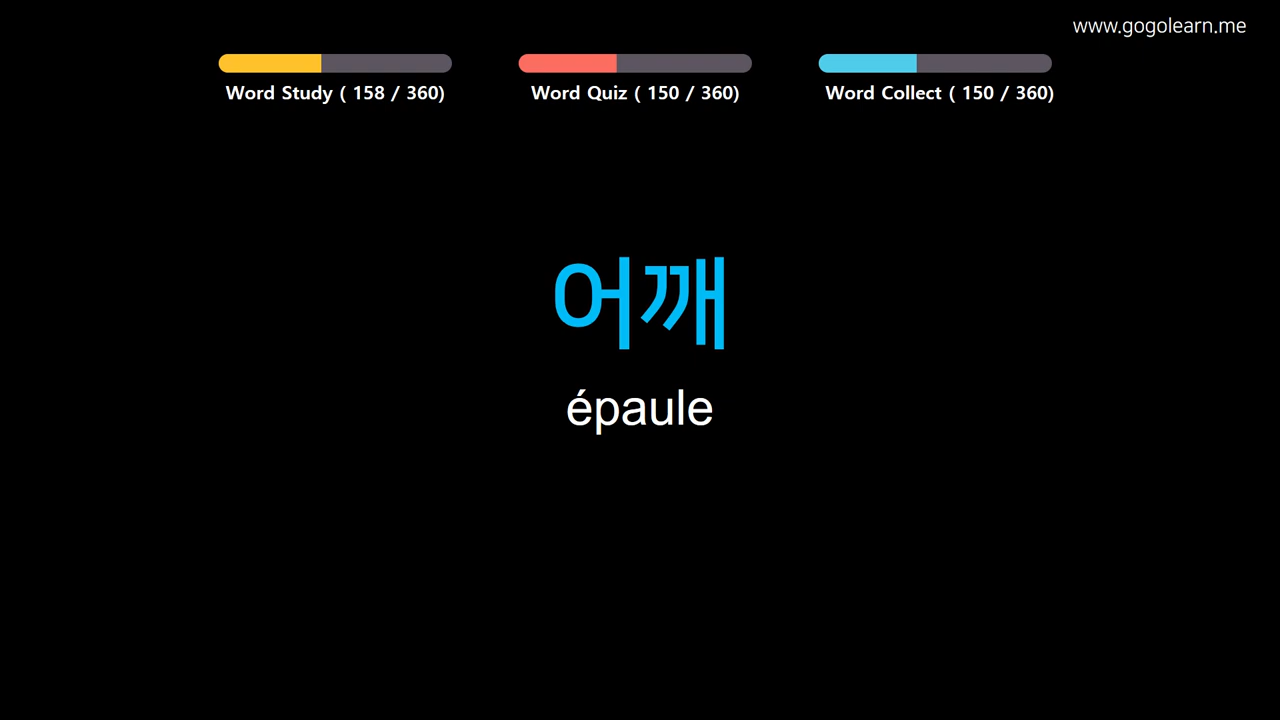 www.gogolearn.me
Word Study ( 158 / 360)
Word Quiz ( 150 / 360)
Word Collect ( 150 / 360)
어깨
épaule